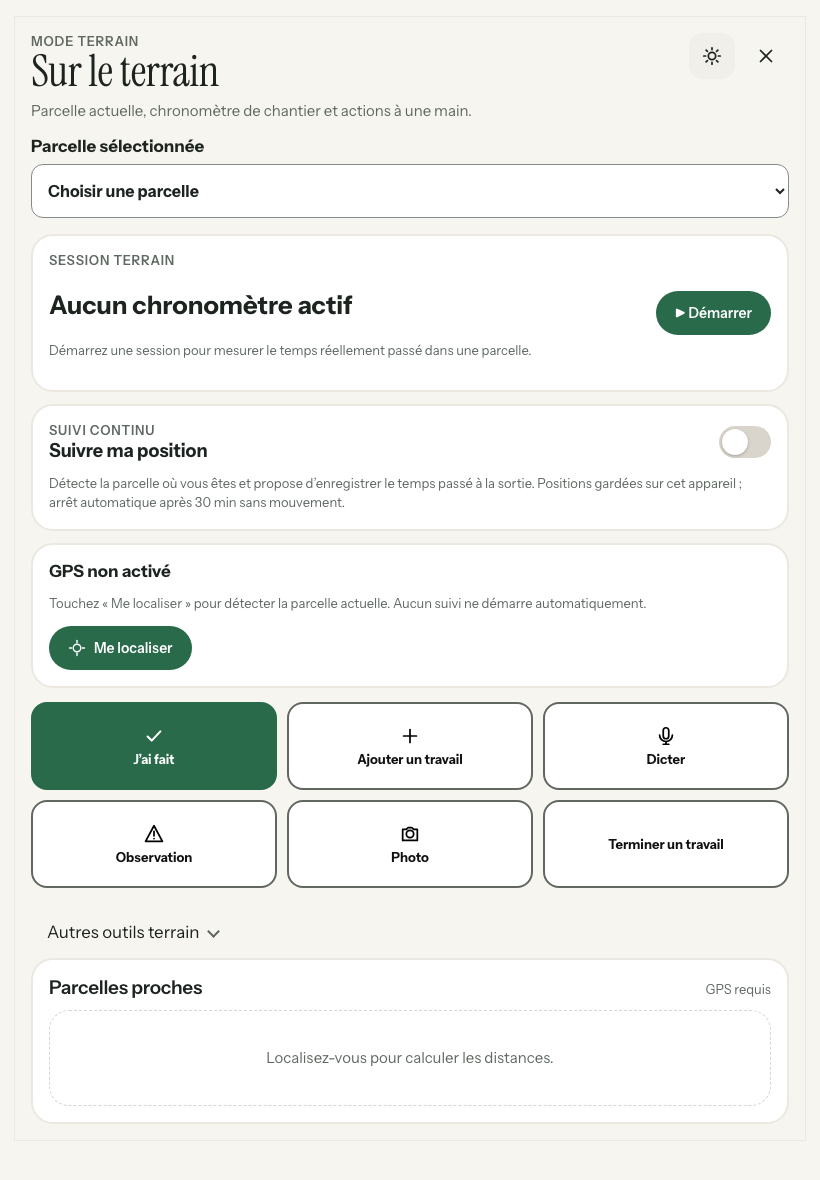 MODE TERRAIN
Sur le terrain
Parcelle actuelle, chronomètre de chantier et actions à une main.
Parcelle sélectionnée
Choisir une parcelle
SESSION TERRAIN
Aucun chronomètre actif
Démarrer
Démarrez une session pour mesurer le temps réellement passé dans une parcelle.
SUIVI CONTINU
Suivre ma position
Détecte la parcelle où vous êtes et propose d’enregistrer le temps passé à la sortie. Positions gardées sur cet appareil ;
arrêt automatique après 30 min sans mouvement.
GPS non activé
Touchez « Me localiser » pour détecter la parcelle actuelle. Aucun suivi ne démarre automatiquement.
Me localiser
J’ai fait
Ajouter un travail
Dicter
Observation
Photo
Terminer un travail
Autres outils terrain
Parcelles proches
GPS requis
Localisez-vous pour calculer les distances.